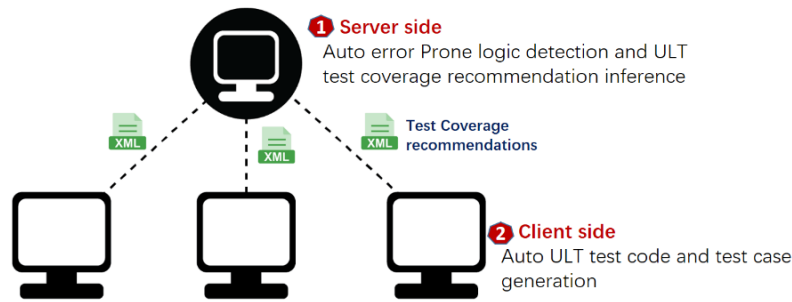 1 Server side
Auto error Prone logic detection and ULT
test coverage recommendation inference
XML
XML
XML
Test Coverage
recommendations
2 Client side
Auto ULT test code and test case
generation